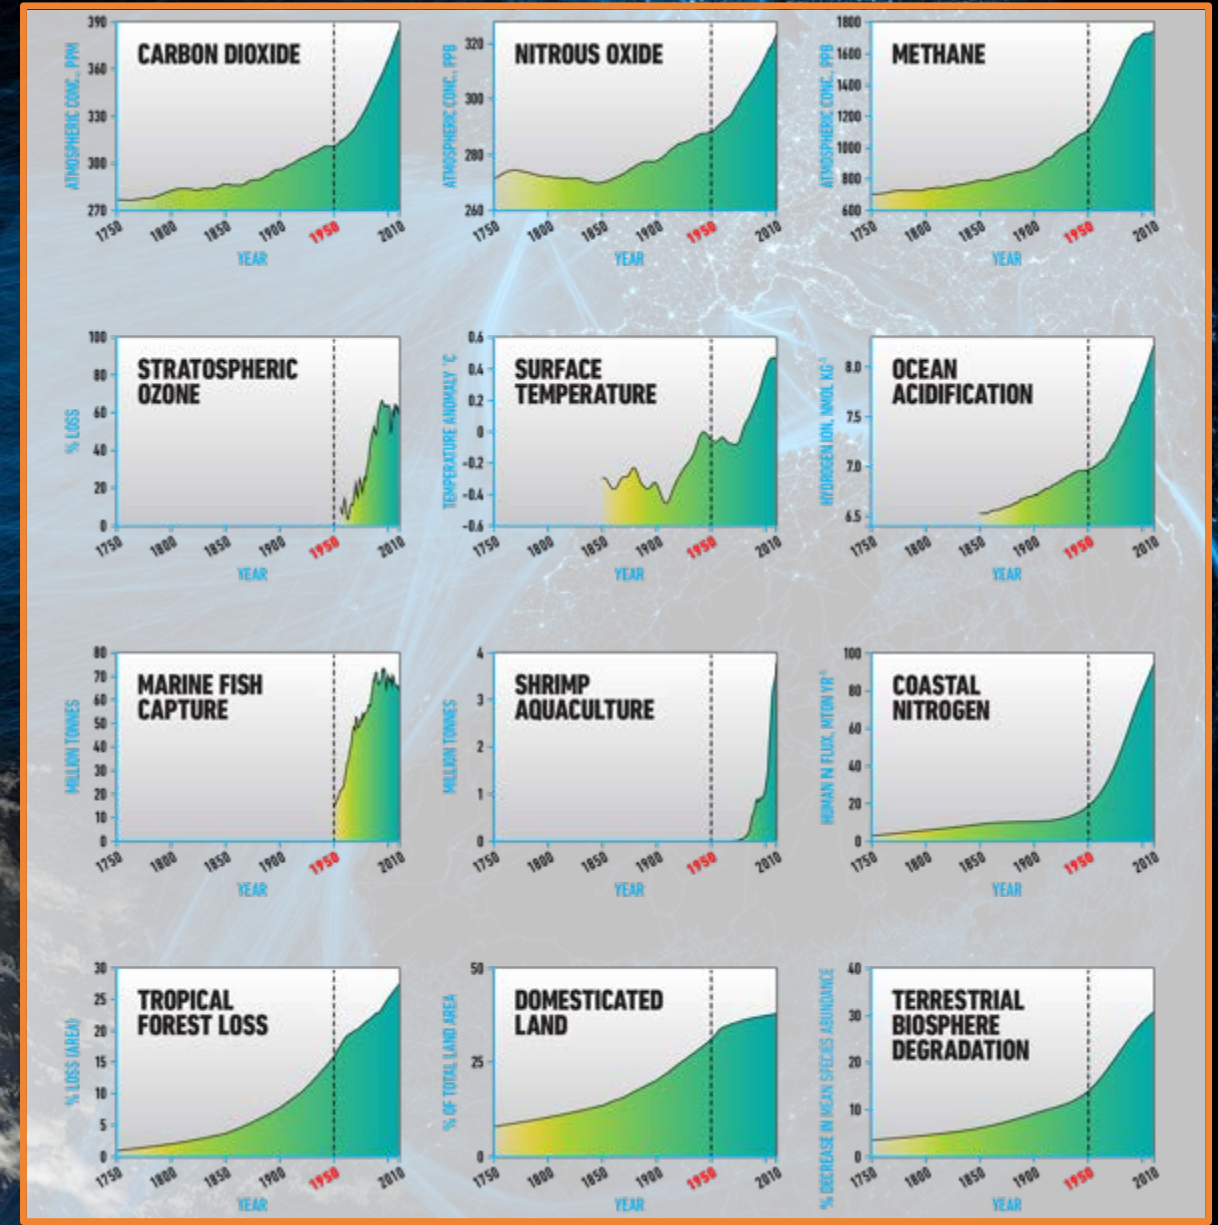 CARBON DIOXIDE
ATMOSPHERIC CONC., PPM
390
360
330
300
270
1750 1800 1850 1900 1950 2010
YEAR
NITROUS OXIDE
ATMOSPHERIC CONC., PPB
320
300
280
260
1750 1800 1850 1900 1950 2010
YEAR
METHANE
ATMOSPHERIC CONC., PPB
1800
1600
1400
1200
1000
800
600
1750 1800 1850 1900 1950 2010
YEAR
STRATOSPHERIC
OZONE
% LOSS
100
80
60
40
20
0
1750 1800 1850 1900 1950 2010
YEAR
SURFACE
TEMPERATURE
TEMPERATURE ANOMALY °C
0.6
0.4
0.2
0
-0.2
-0.4
-0.6
1750 1800 1850 1900 1950 2010
YEAR
OCEAN
ACIDIFICATION
HYDROGEN ION, NMOL KG-1
8.0
7.5
7.0
6.5
1750 1800 1850 1900 1950 2010
YEAR
MARINE FISH
CAPTURE
MILLION TONNES
80
70
60
50
40
30
20
10
0
1750 1800 1850 1900 1950 2010
YEAR
SHRIMP
AQUACULTURE
MILLION TONNES
4
3
2
1
0
1750 1800 1850 1900 1950 2010
YEAR
COASTAL
NITROGEN
HUMAN N FLUX, MTON YR-1
100
80
60
40
20
0
1750 1800 1850 1900 1950 2010
YEAR
TROPICAL
FOREST LOSS
% LOSS (AREA)
30
25
20
15
10
5
0
1750 1800 1850 1900 1950 2010
YEAR
DOMESTICATED
LAND
% OF TOTAL LAND AREA
50
25
0
1750 1800 1850 1900 1950 2010
YEAR
TERRESTRIAL
BIOSPHERE
DEGRADATION
% DECREASE IN MEAN SPECIES ABUNDANCE
40
30
20
10
0
1750 1800 1850 1900 1950 2010
YEAR